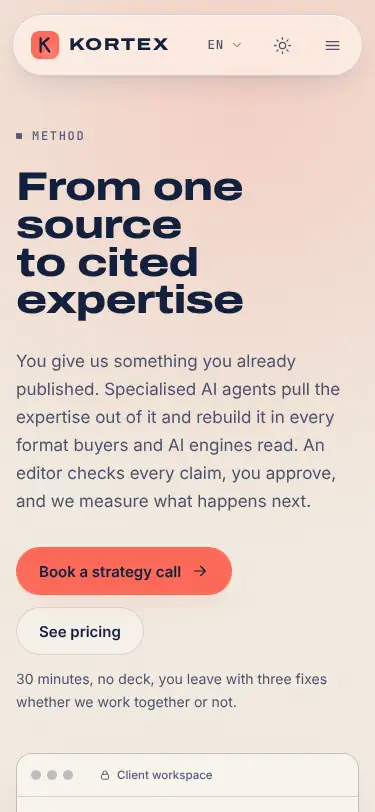 K KORTEX EN
METHOD
From one
source
to cited
expertise
You give us something you already
published. Specialised AI agents pull the
expertise out of it and rebuild it in every
format buyers and AI engines read. An
editor checks every claim, you approve,
and we measure what happens next.
Book a strategy call →
See pricing
30 minutes, no deck, you leave with three fixes
whether we work together or not.
Client workspace